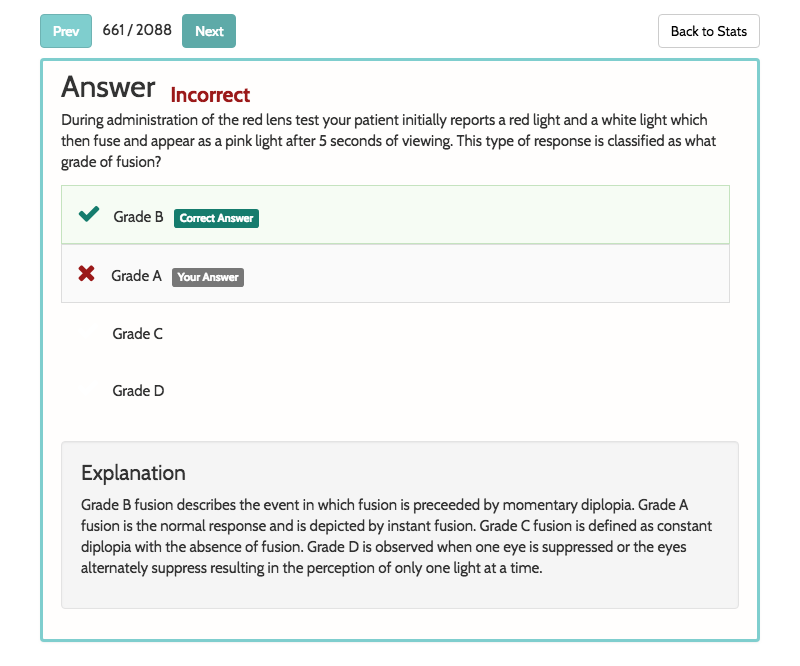 Prev 661 / 2088 Next Back to Stats
Answer Incorrect
During administration of the red lens test your patient initially reports a red light and a white light which
then fuse and appear as a pink light after 5 seconds of viewing. This type of response is classified as what
grade of fusion?
Grade B Correct Answer
Grade A Your Answer
Grade C
Grade D
Explanation
Grade B fusion describes the event in which fusion is preceeded by momentary diplopia. Grade A
fusion is the normal response and is depicted by instant fusion. Grade C fusion is defined as constant
diplopia with the absence of fusion. Grade D is observed when one eye is suppressed or the eyes
alternately suppress resulting in the perception of only one light at a time.